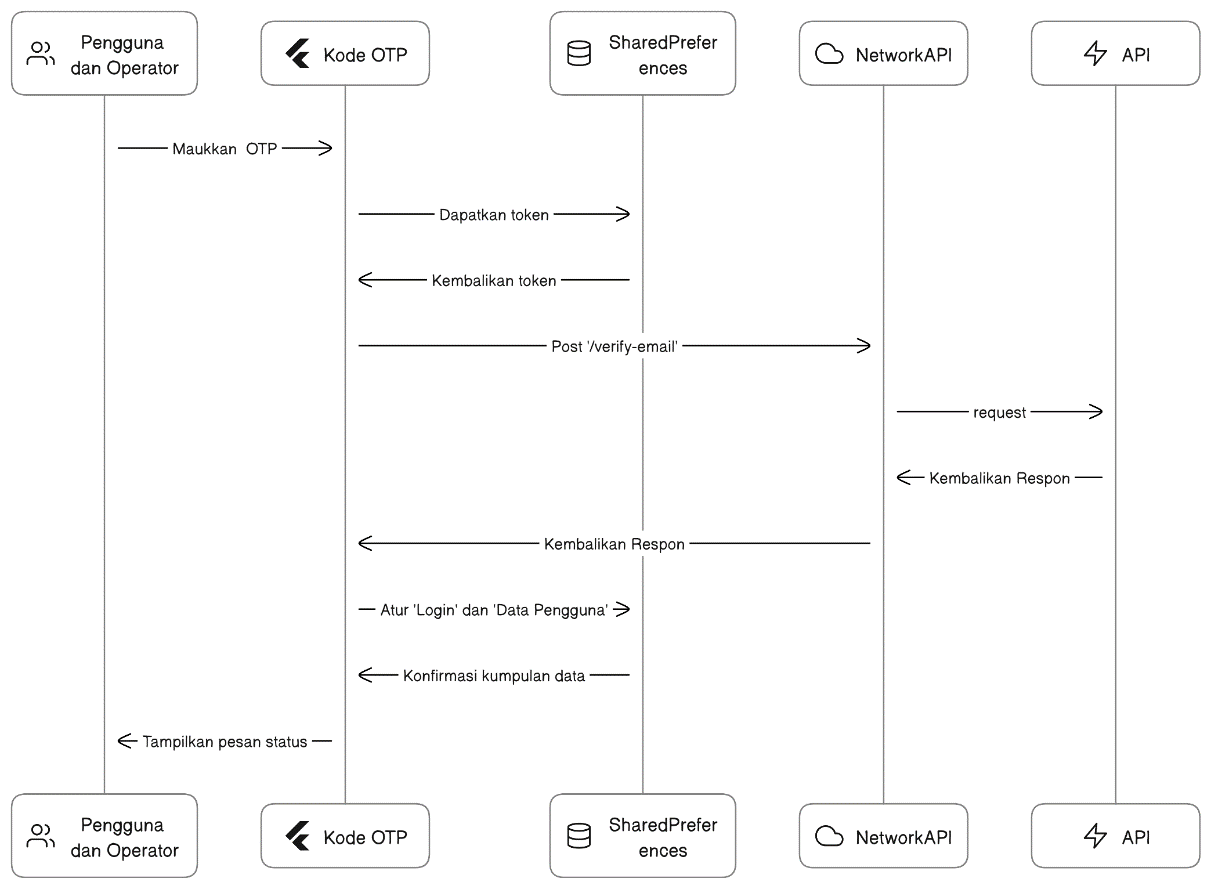 Pengguna
dan Operator
Kode OTP
SharedPrefer
ences
NetworkAPI
API
Maukkan OTP
Dapatkan token
Kembalikan token
Post '/verify-email'
request
Kembalikan Respon
Kembalikan Respon
Atur 'Login' dan 'Data Pengguna'
Konfirmasi kumpulan data
Tampilkan pesan status
Pengguna
dan Operator
Kode OTP
SharedPrefer
ences
NetworkAPI
API